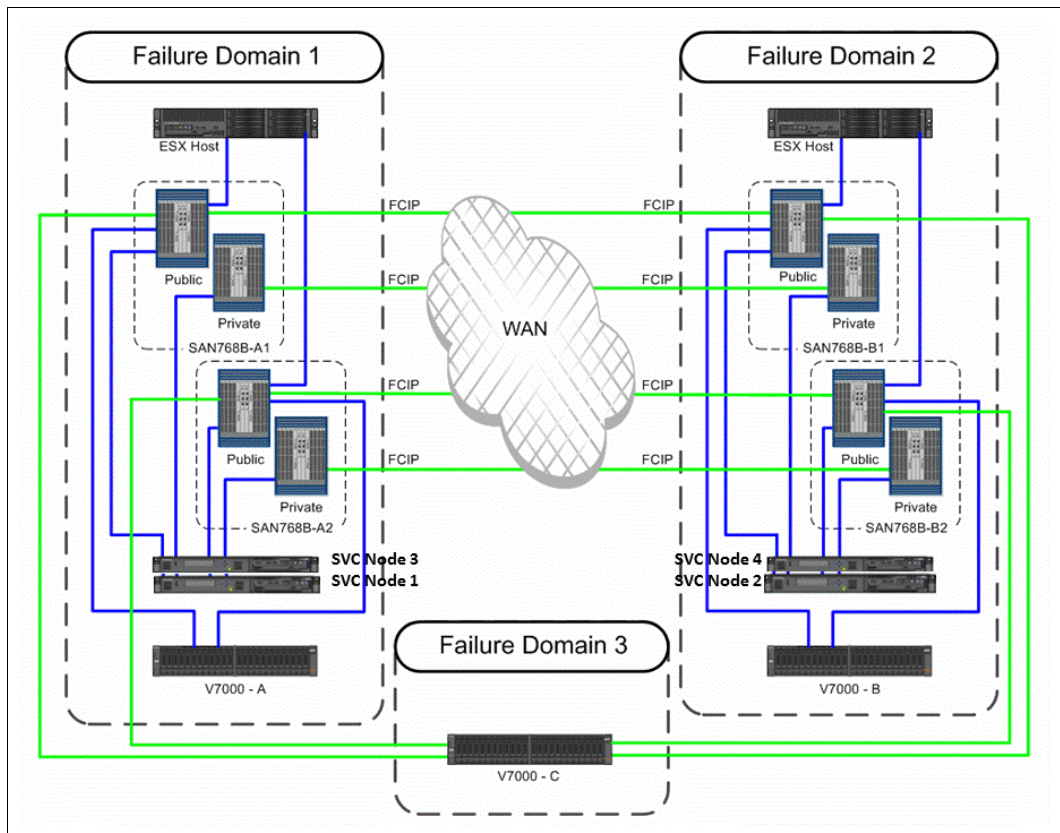 Failure Domain 1
Failure Domain 2
ESX Host
ESX Host
FCIP
FCIP
Public
Public
FCIP
FCIP
Private
Private
WAN
SAN768B-A1
SAN768B-B1
FCIP
FCIP
Public
Public
FCIP
FCIP
Private
Private
SAN768B-A2
SAN768B-B2
SVC Node 3
SVC Node 4
SVC Node 1
SVC Node 2
Failure Domain 3
V7000 - A
V7000 - B
V7000 - C